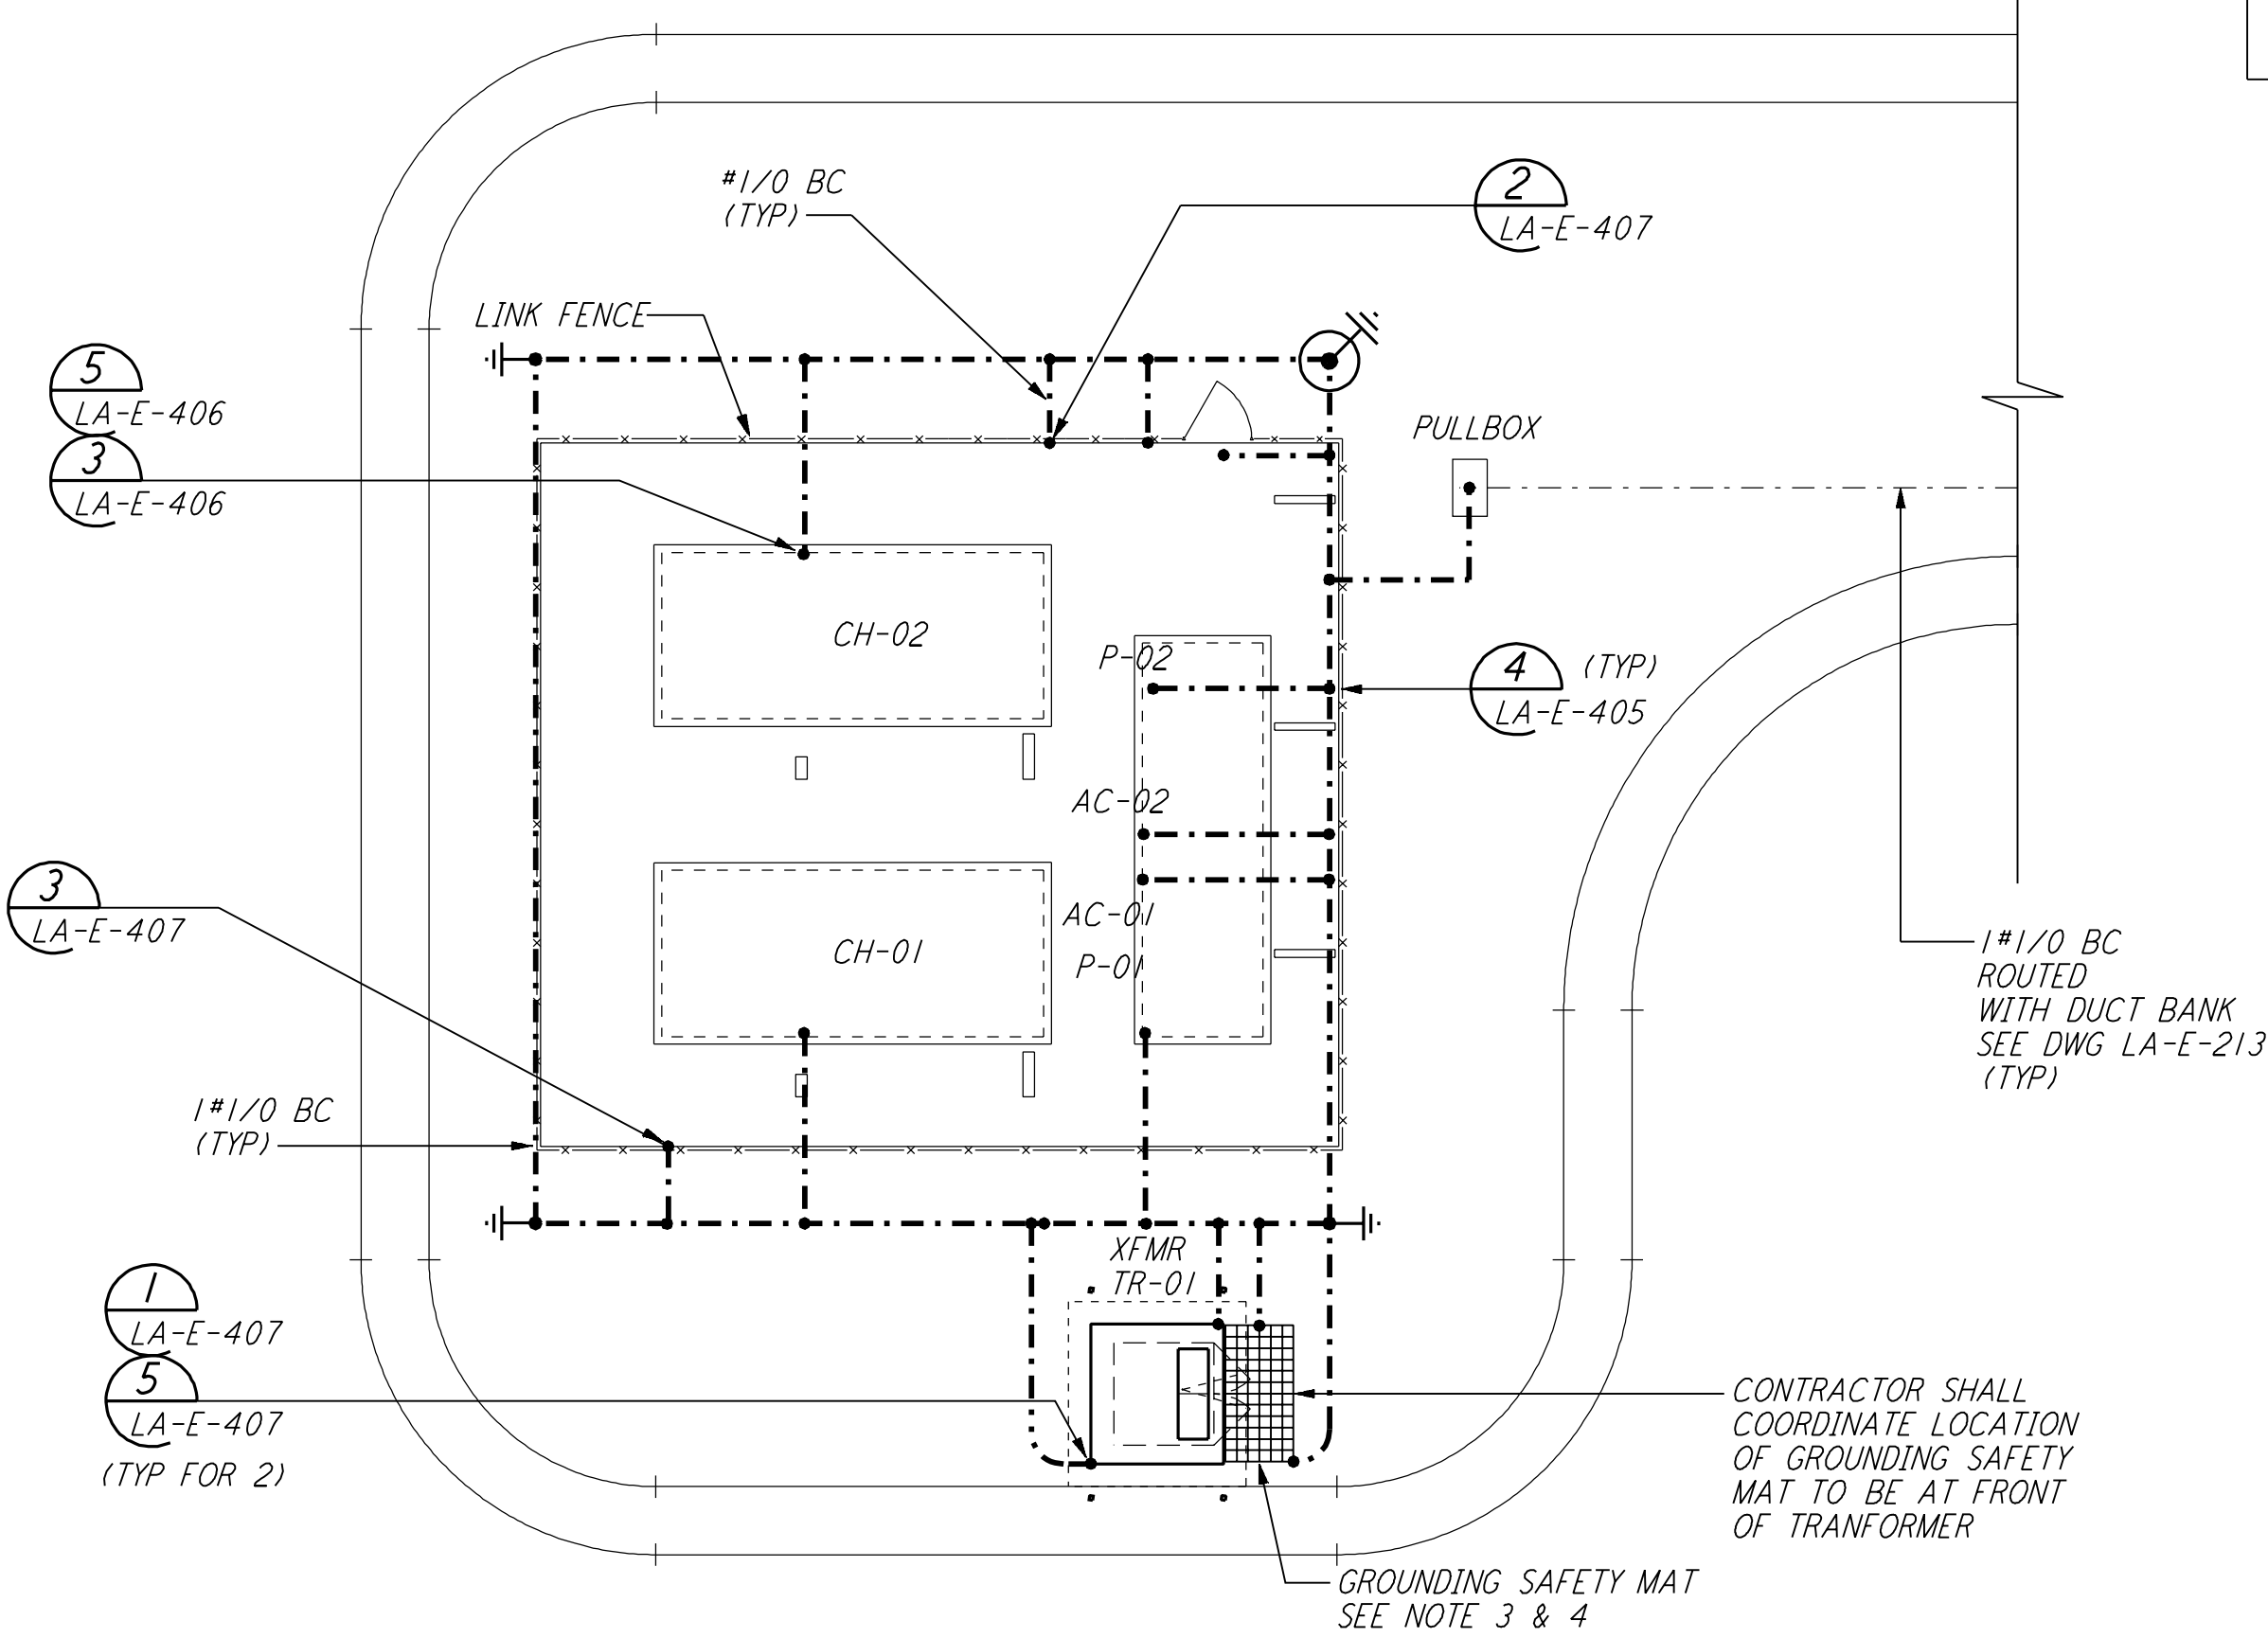 #1/0 BC
(TYP)
2
LA-E-407
LINK FENCE
5
LA-E-406
3
LA-E-406
PULLBOX
CH-02
P-02
4 (TYP)
LA-E-405
AC-02
3
LA-E-407
AC-01
CH-01
P-01
1#1/0 BC
ROUTED
WITH DUCT BANK
SEE DWG LA-E-213
(TYP)
1#1/0 BC
(TYP)
XFMR
TR-01
1
LA-E-407
5
LA-E-407
(TYP FOR 2)
CONTRACTOR SHALL
COORDINATE LOCATION
OF GROUNDING SAFETY
MAT TO BE AT FRONT
OF TRANFORMER
GROUNDING SAFETY MAT
SEE NOTE 3 & 4